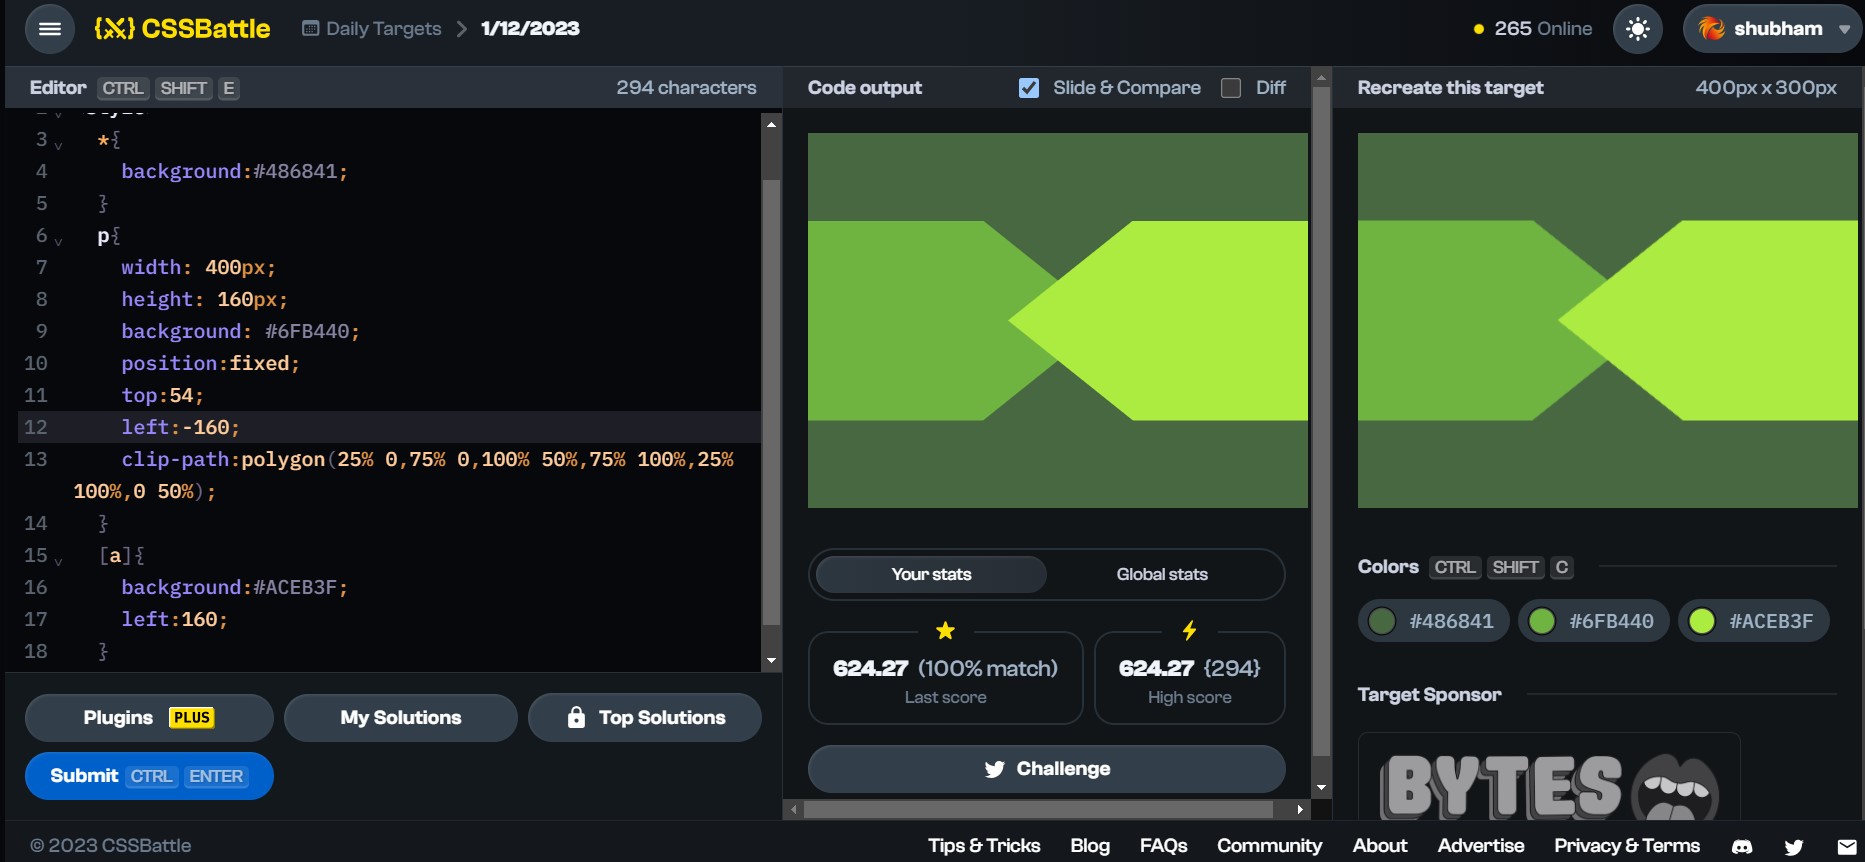 {X} CSSBattle
Daily Targets
1/12/2023
265 Online
shubham
Editor CTRL SHIFT E
294 characters
3 *{
4 background:#486841;
5 }
6 p{
7 width: 400px;
8 height: 160px;
9 background: #6FB440;
10 position:fixed;
11 top:54;
12 left:-160;
13 clip-path:polygon(25% 0,75% 0,100% 50%,75% 100%,25%
100%,0 50%);
14 }
15 [a]{
16 background:#ACEB3F;
17 left:160;
18 }
Plugins PLUS
My Solutions
Top Solutions
Submit CTRL ENTER
Code output
Slide & Compare
Diff
Your stats
Global stats
624.27 (100% match)
Last score
624.27 {294}
High score
Challenge
Recreate this target
400px x 300px
Colors CTRL SHIFT C
#486841
#6FB440
#ACEB3F
Target Sponsor
BYTES
© 2023 CSSBattle
Tips & Tricks
Blog
FAQs
Community
About
Advertise
Privacy & Terms